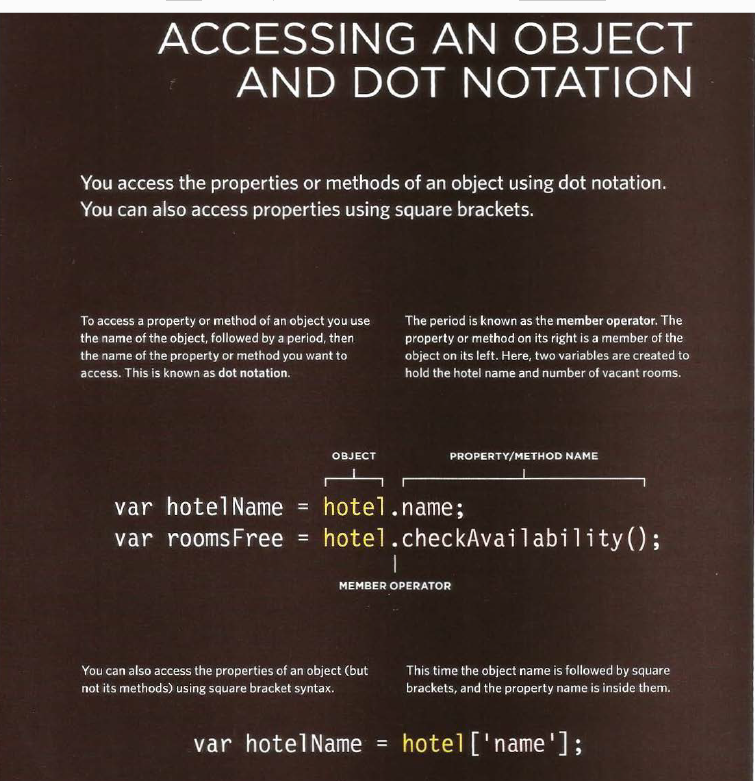 ACCESSING AN OBJECT
AND DOT NOTATION
You access the properties or methods of an object using dot notation.
You can also access properties using square brackets.
To access a property or method of an object you use
the name of the object, followed by a period, then
the name of the property or method you want to
access. This is known as dot notation.
The period is known as the member operator. The
property or method on its right is a member of the
object on its left. Here, two variables are created to
hold the hotel name and number of vacant rooms.
OBJECT
PROPERTY/METHOD NAME
var hotelName = hotel.name;
var roomsFree = hotel.checkAvailability();
MEMBER OPERATOR
You can also access the properties of an object (but
not its methods) using square bracket syntax.
This time the object name is followed by square
brackets, and the property name is inside them.
var hotelName = hotel['name'];